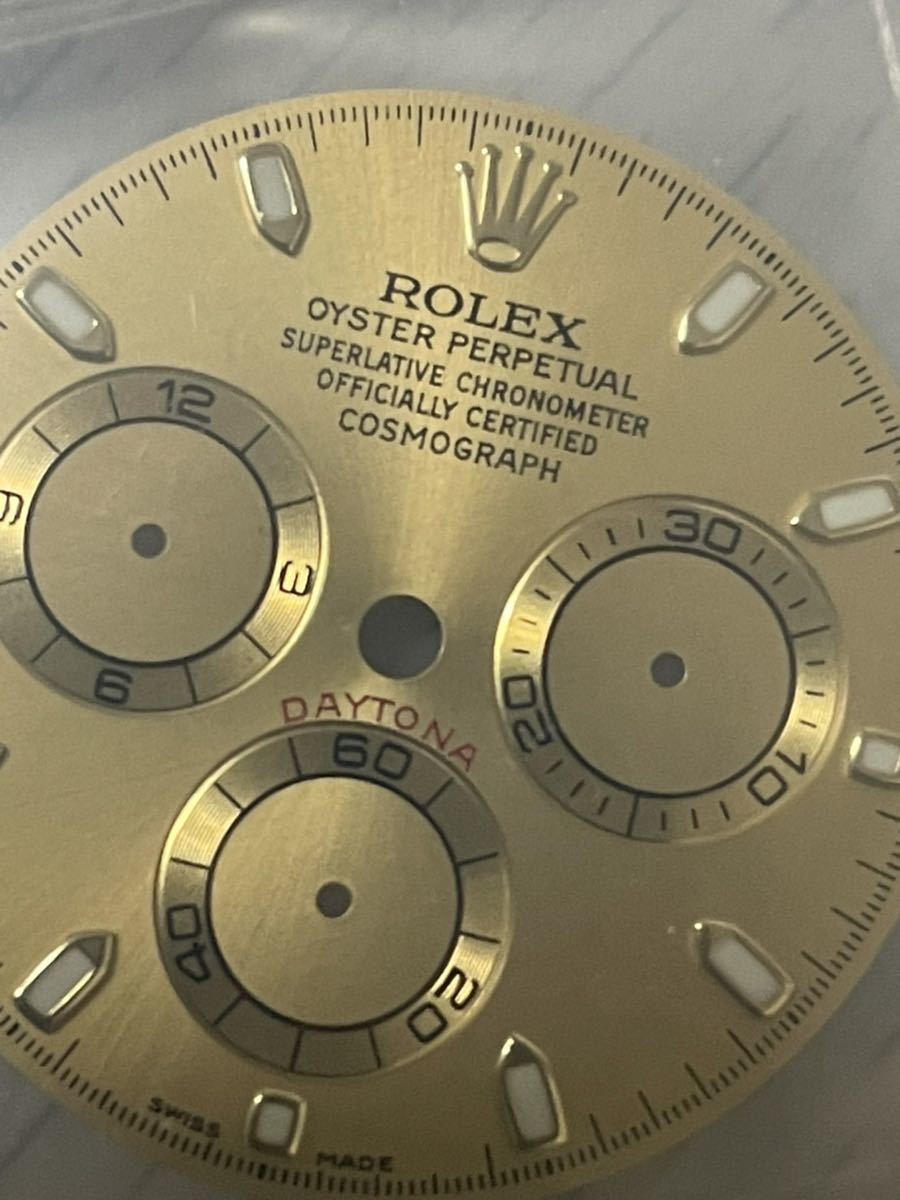 ROLEX
OYSTER PERPETUAL
SUPERLATIVE CHRONOMETER
OFFICIALLY CERTIFIED
COSMOGRAPH
12
3
6
9
30
10
20
DAYTONA
60
20
40
SWISS MADE